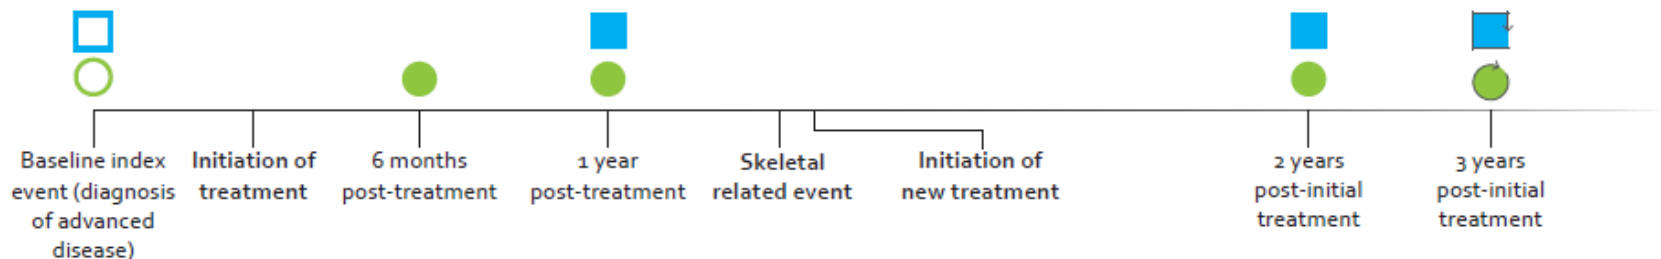 Baseline index
event (diagnosis
of advanced
disease)
Initiation of
treatment
6 months
post-treatment
1 year
post-treatment
Skeletal
related event
Initiation of
new treatment
2 years
post-initial
treatment
3 years
post-initial
treatment